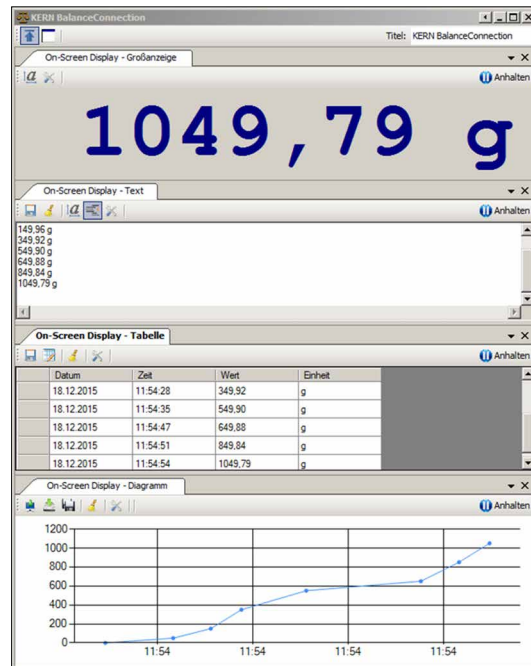 KERN BalanceConnection
Titel: KERN BalanceConnection
On-Screen Display - Großanzeige
Anhalten
1049,79 g
On-Screen Display - Text
Anhalten
149,96 g
349,92 g
549,90 g
649,88 g
849,84 g
1049,79 g
On-Screen Display - Tabelle
Datum Zeit Wert Einheit
18.12.2015 11:54:28 349,92 g
18.12.2015 11:54:35 549,90 g
18.12.2015 11:54:47 649,88 g
18.12.2015 11:54:51 849,84 g
18.12.2015 11:54:54 1049,79 g
On-Screen Display - Diagramm
Anhalten
1200
1000
800
600
400
200
0
11:54 11:54 11:54 11:54